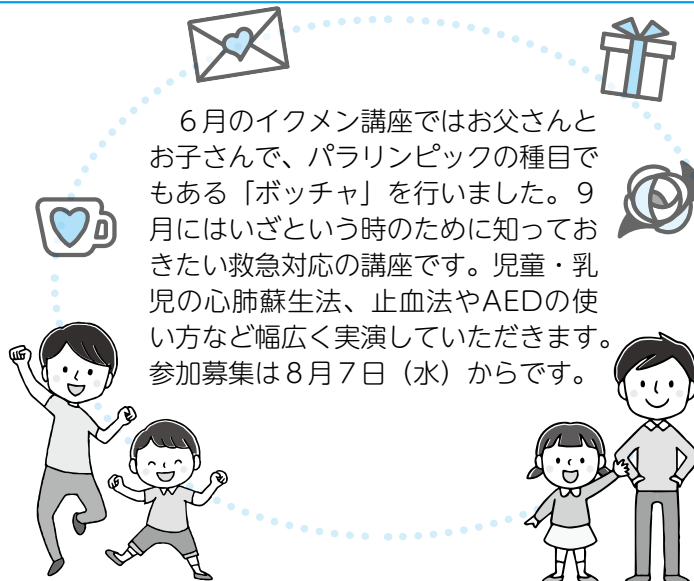 ６月のイクメン講座ではお父さんと
お子さんで、パラリンピックの種目で
もある「ボッチャ」を行いました。９
月にはいざという時のために知ってお
きたい救急対応の講座です。児童・乳
児の心肺蘇生法、止血法やAEDの使
い方など幅広く実演していただきます。
参加募集は８月７日（水）からです。